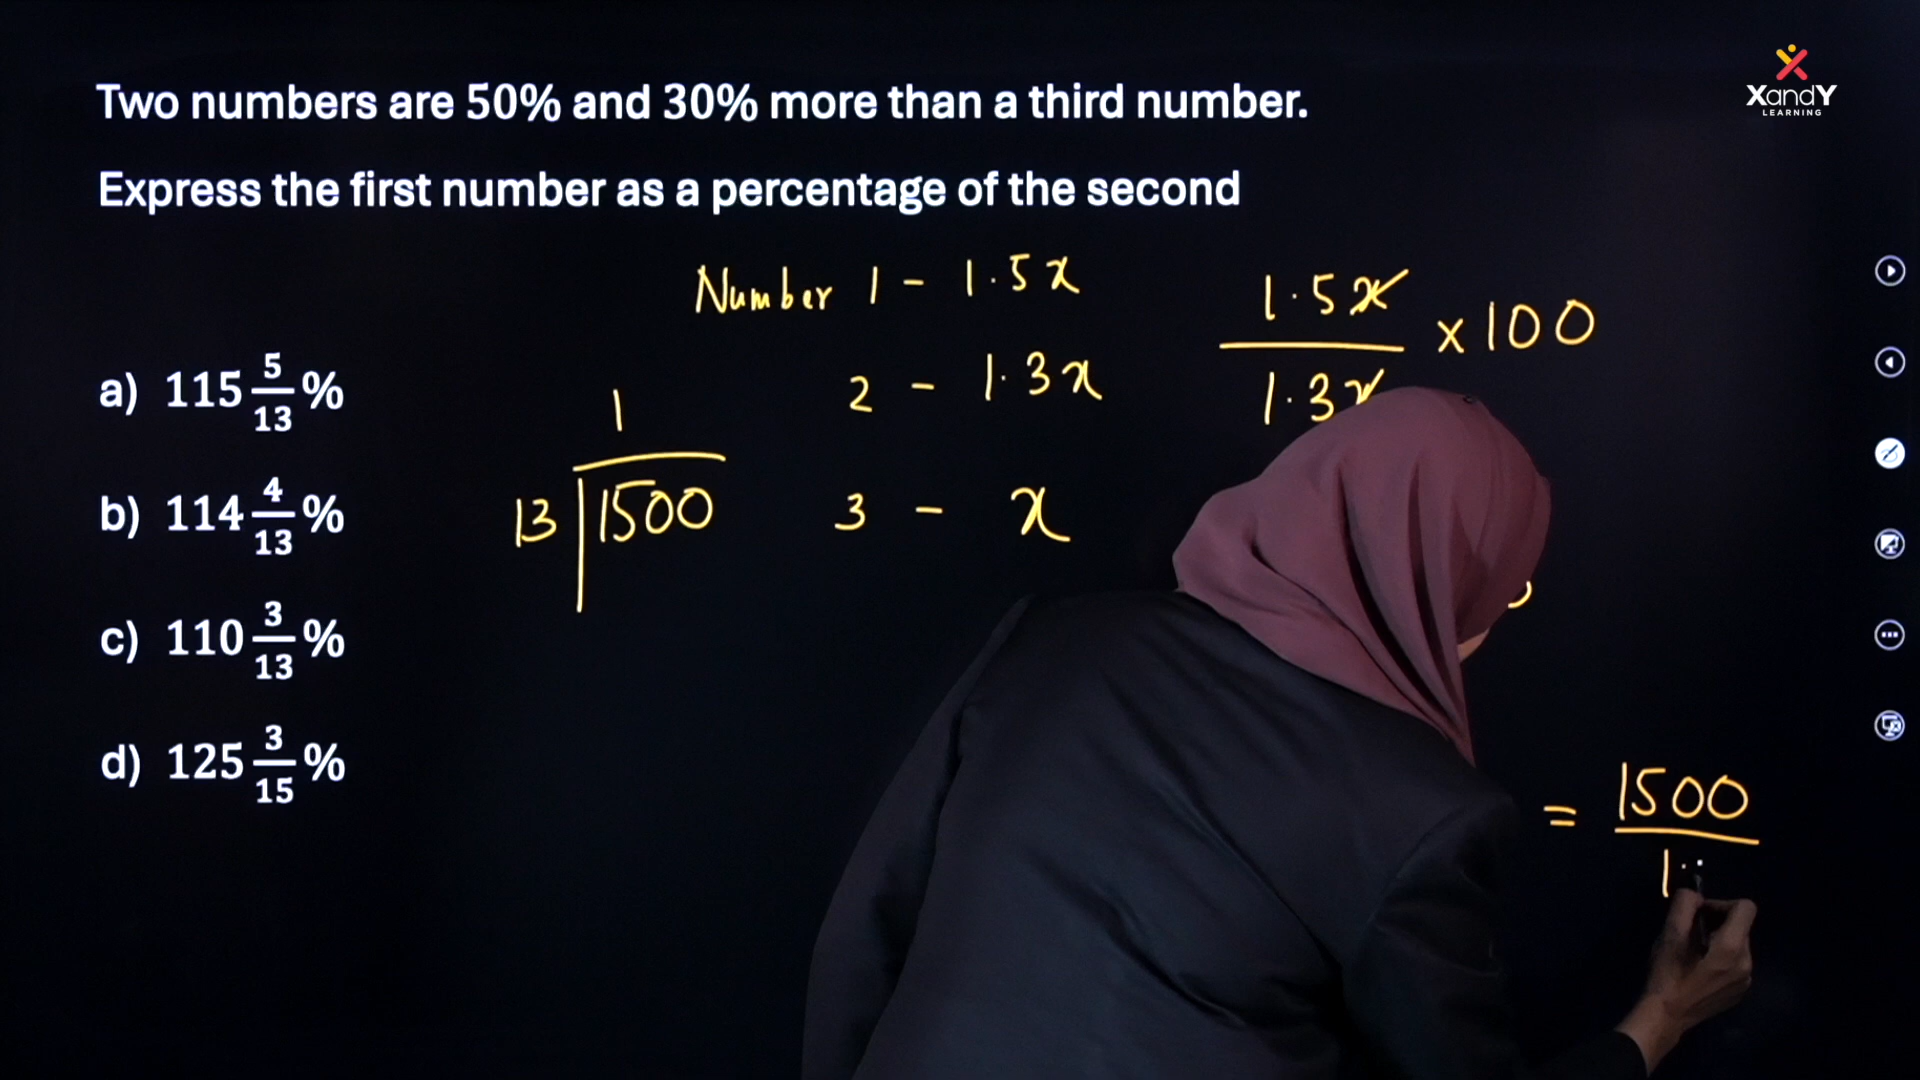 Two numbers are 50% and 30% more than a third number.
XandY
LEARNING
Express the first number as a percentage of the second
a) 115 5/13 %
b) 114 4/13 %
c) 110 3/13 %
d) 125 3/15 %
Number 1 - 1.5x
2 - 1.3x
3 - x
1
13 1500
1.5x
× 100
1.3x
= 1500